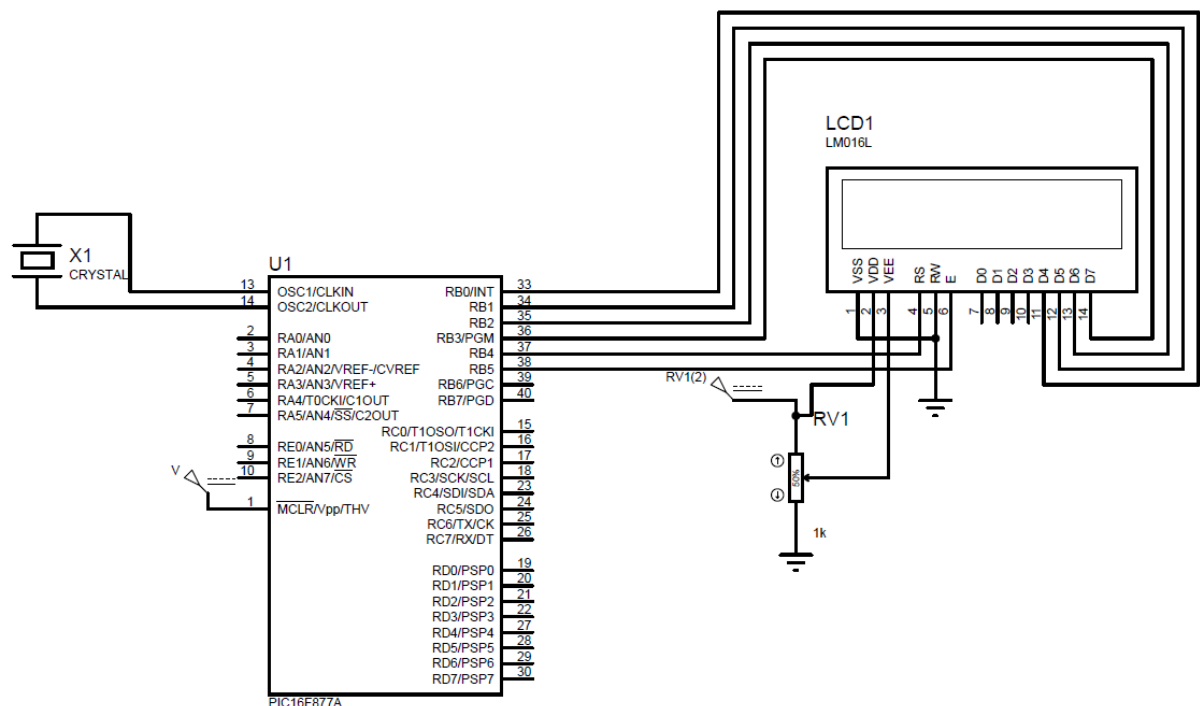 LCD1
LM016L
VSS
VDD
VEE
RS
RW
E
D0
D1
D2
D3
D4
D5
D6
D7
1
2
3
4
5
6
7
8
9
10
11
12
13
14
X1
CRYSTAL
U1
13 OSC1/CLKIN RB0/INT 33
14 OSC2/CLKOUT RB1 34
RB2 35
2 RA0/AN0 RB3/PGM 36
3 RA1/AN1 RB4 37
4 RA2/AN2/VREF-/CVREF RB5 38
5 RA3/AN3/VREF+ RB6/PGC 39
6 RA4/T0CKI/C1OUT RB7/PGD 40
7 RA5/AN4/SS/C2OUT
RC0/T1OSO/T1CKI 15
8 RE0/AN5/RD RC1/T1OSI/CCP2 16
9 RE1/AN6/WR RC2/CCP1 17
10 RE2/AN7/CS RC3/SCK/SCL 18
RC4/SDI/SDA 23
1 MCLR/Vpp/THV RC5/SDO 24
RC6/TX/CK 25
RC7/RX/DT 26
RD0/PSP0 19
RD1/PSP1 20
RD2/PSP2 21
RD3/PSP3 22
RD4/PSP4 27
RD5/PSP5 28
RD6/PSP6 29
RD7/PSP7 30
PIC16F877A
V
RV1(2)
RV1
50%
1k